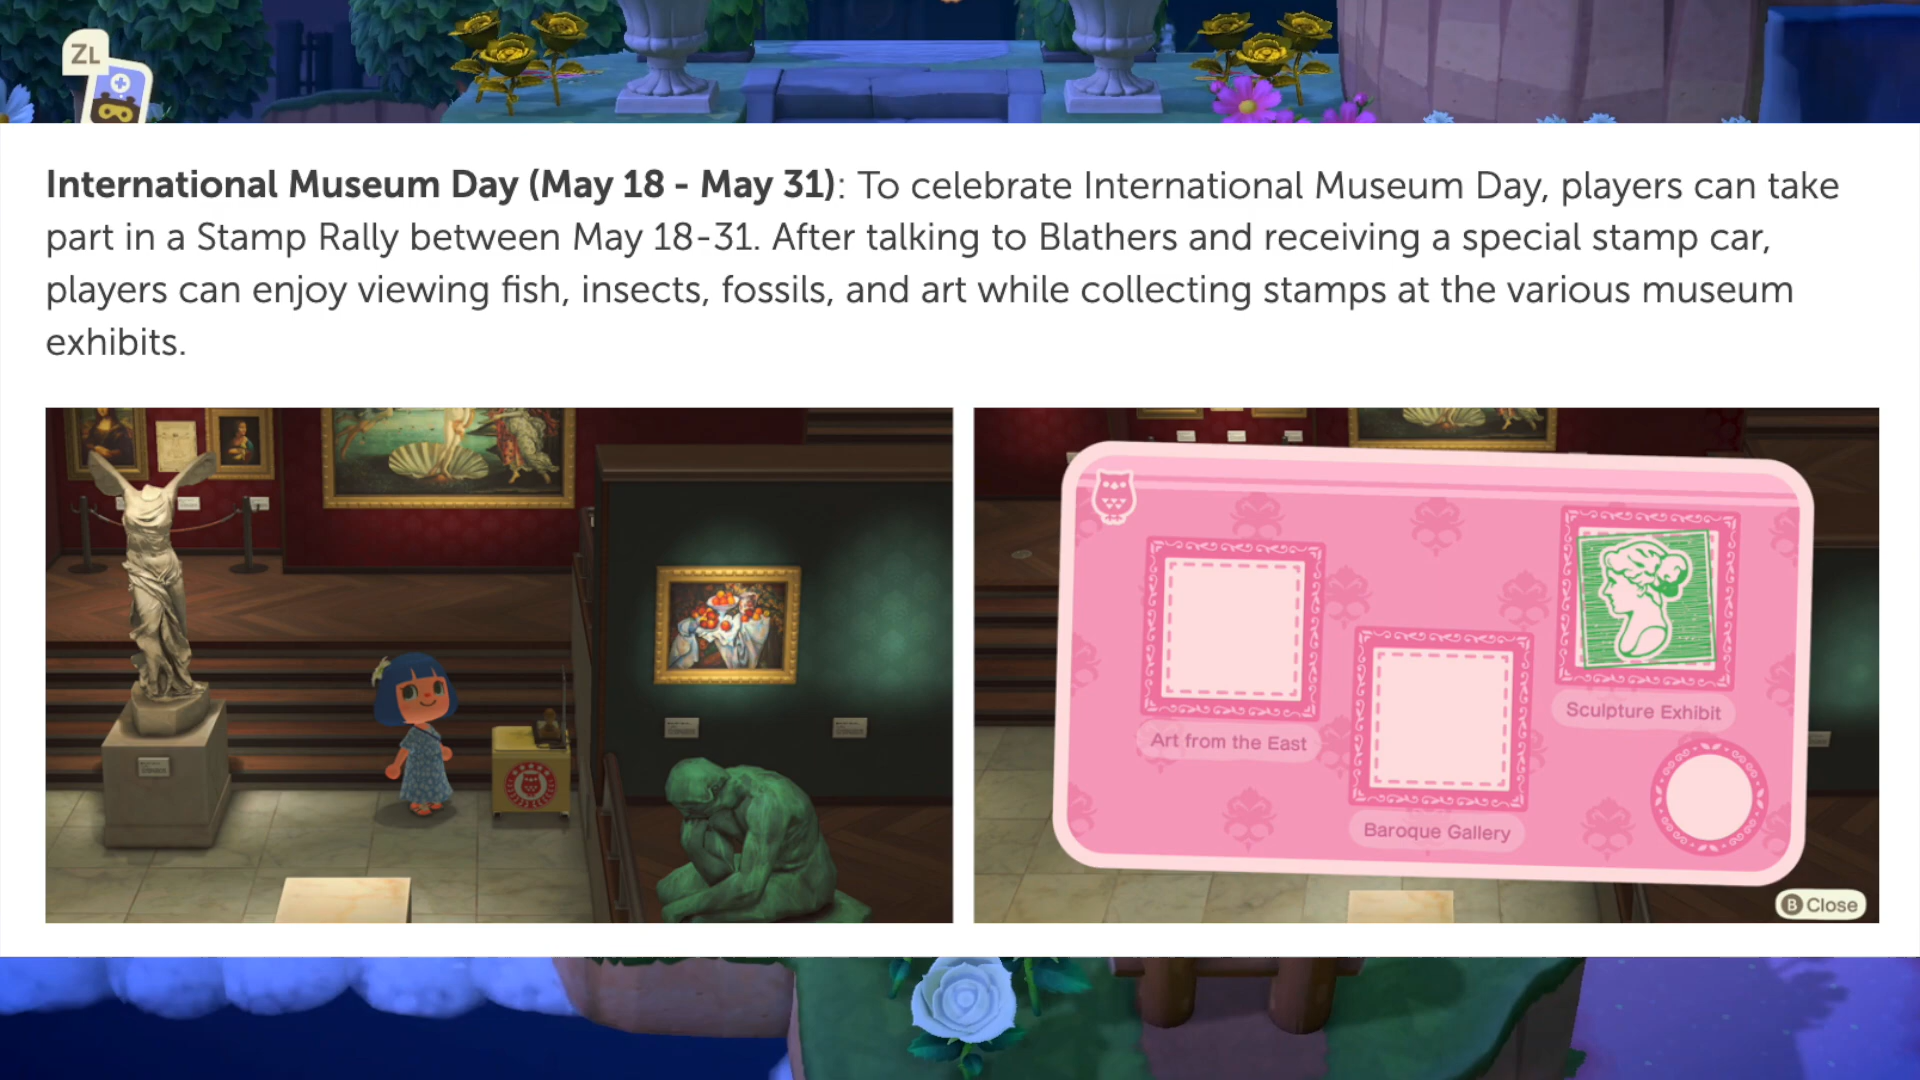 ZL
International Museum Day (May 18 - May 31): To celebrate International Museum Day, players can take
part in a Stamp Rally between May 18-31. After talking to Blathers and receiving a special stamp car,
players can enjoy viewing fish, insects, fossils, and art while collecting stamps at the various museum
exhibits.
Sculpture Exhibit
Art from the East
Baroque Gallery
B Close